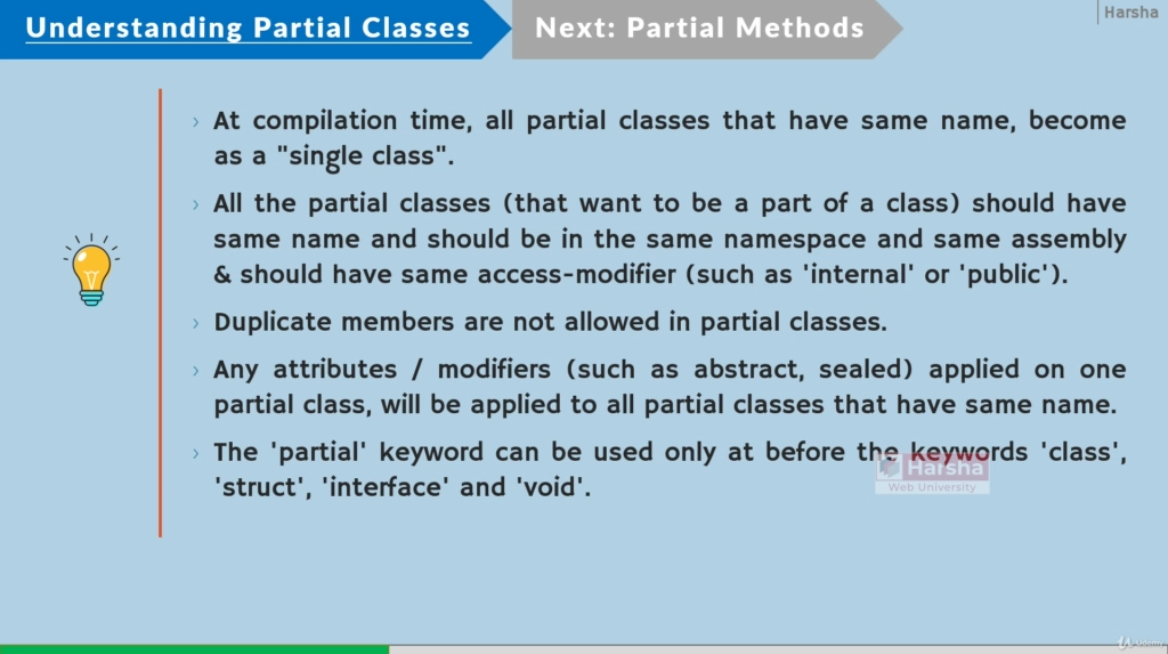 Understanding Partial Classes
Next: Partial Methods
Harsha
› At compilation time, all partial classes that have same name, become
as a "single class".
› All the partial classes (that want to be a part of a class) should have
same name and should be in the same namespace and same assembly
& should have same access-modifier (such as 'internal' or 'public').
› Duplicate members are not allowed in partial classes.
› Any attributes / modifiers (such as abstract, sealed) applied on one
partial class, will be applied to all partial classes that have same name.
› The 'partial' keyword can be used only at before the keywords 'class',
'struct', 'interface' and 'void'.
Harsha
Web University
Udemy